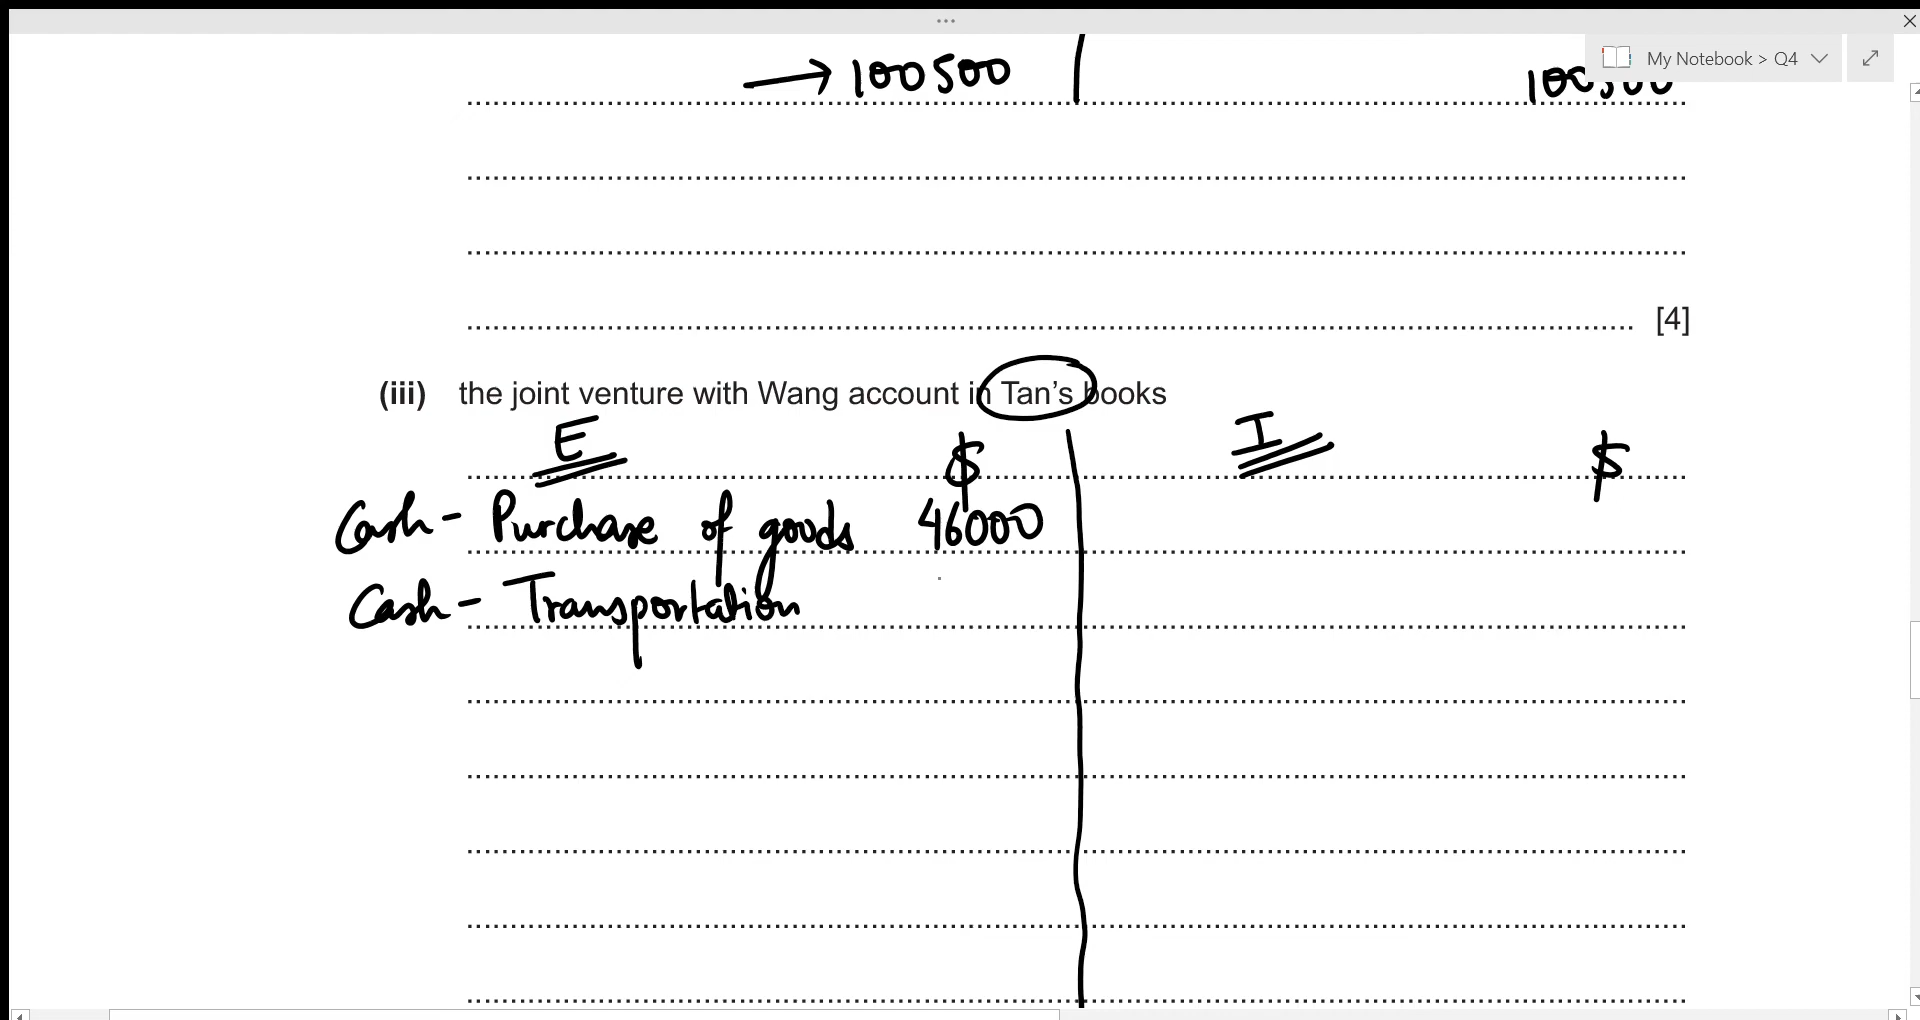 ...
My Notebook > Q4
→ 100500 100500
[4]
(iii) the joint venture with Wang account in Tan's books
E $ I $
Cash - Purchase of goods 46000
Cash - Transportation